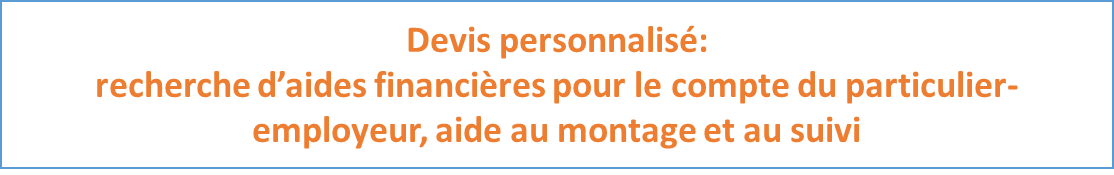 Devis personnalisé:
recherche d’aides financières pour le compte du particulier-
employeur, aide au montage et au suivi